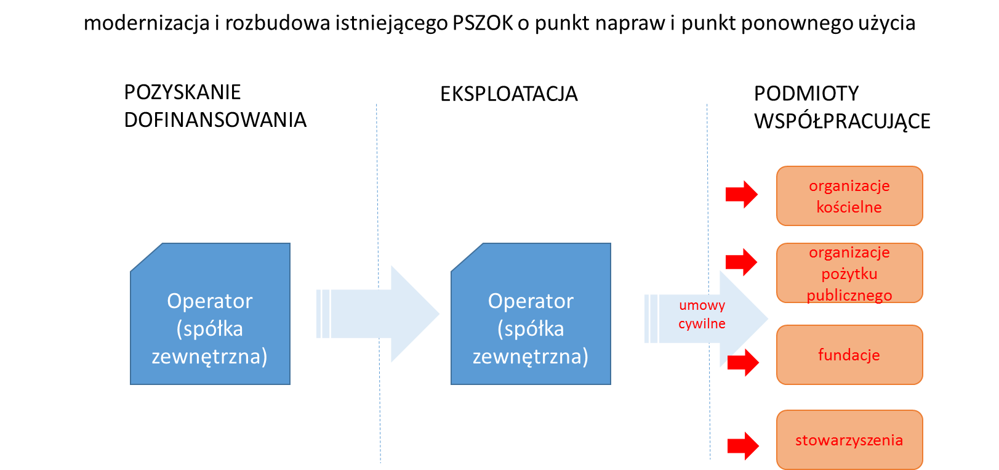 modernizacja i rozbudowa istniejącego PSZOK o punkt napraw i punkt ponownego użycia
POZYSKANIE
DOFINANSOWANIA
EKSPLOATACJA
PODMIOTY
WSPÓŁPRACUJĄCE
Operator
(spółka
zewnętrzna)
Operator
(spółka
zewnętrzna)
umowy
cywilne
organizacje
kościelne
organizacje
pożytku
publicznego
fundacje
stowarzyszenia